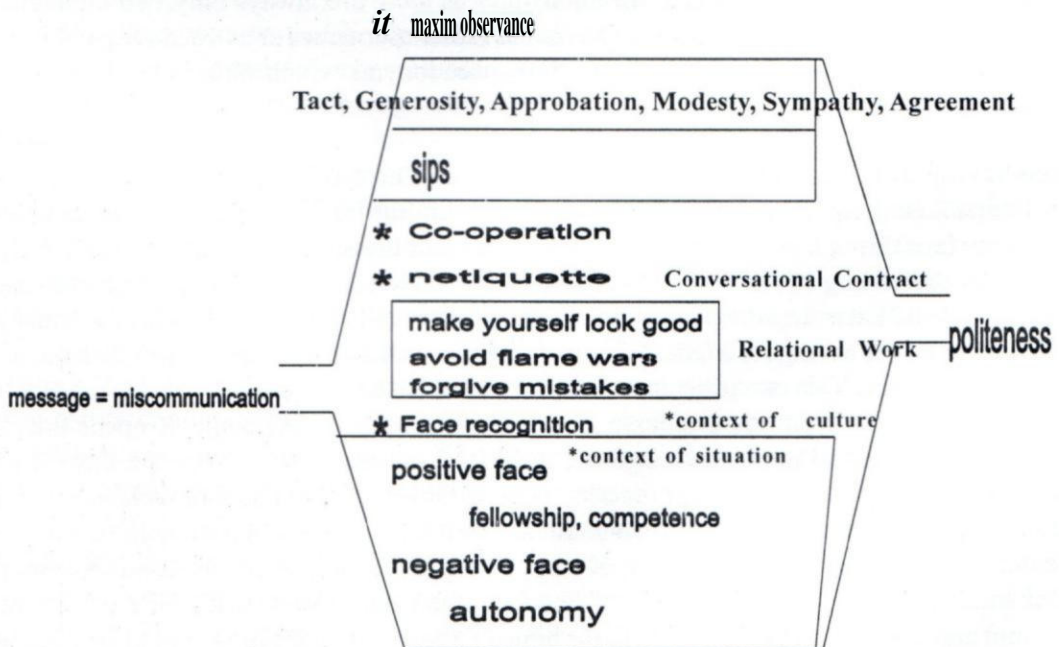 it maxim observance
Tact, Generosity, Approbation, Modesty, Sympathy, Agreement
sips
* Co-operation
* netiquette
Conversational Contract
make yourself look good
avoid flame wars
Relational Work
politeness
forgive mistakes
message = miscommunication
* Face recognition
*context of culture
*context of situation
positive face
fellowship, competence
negative face
autonomy